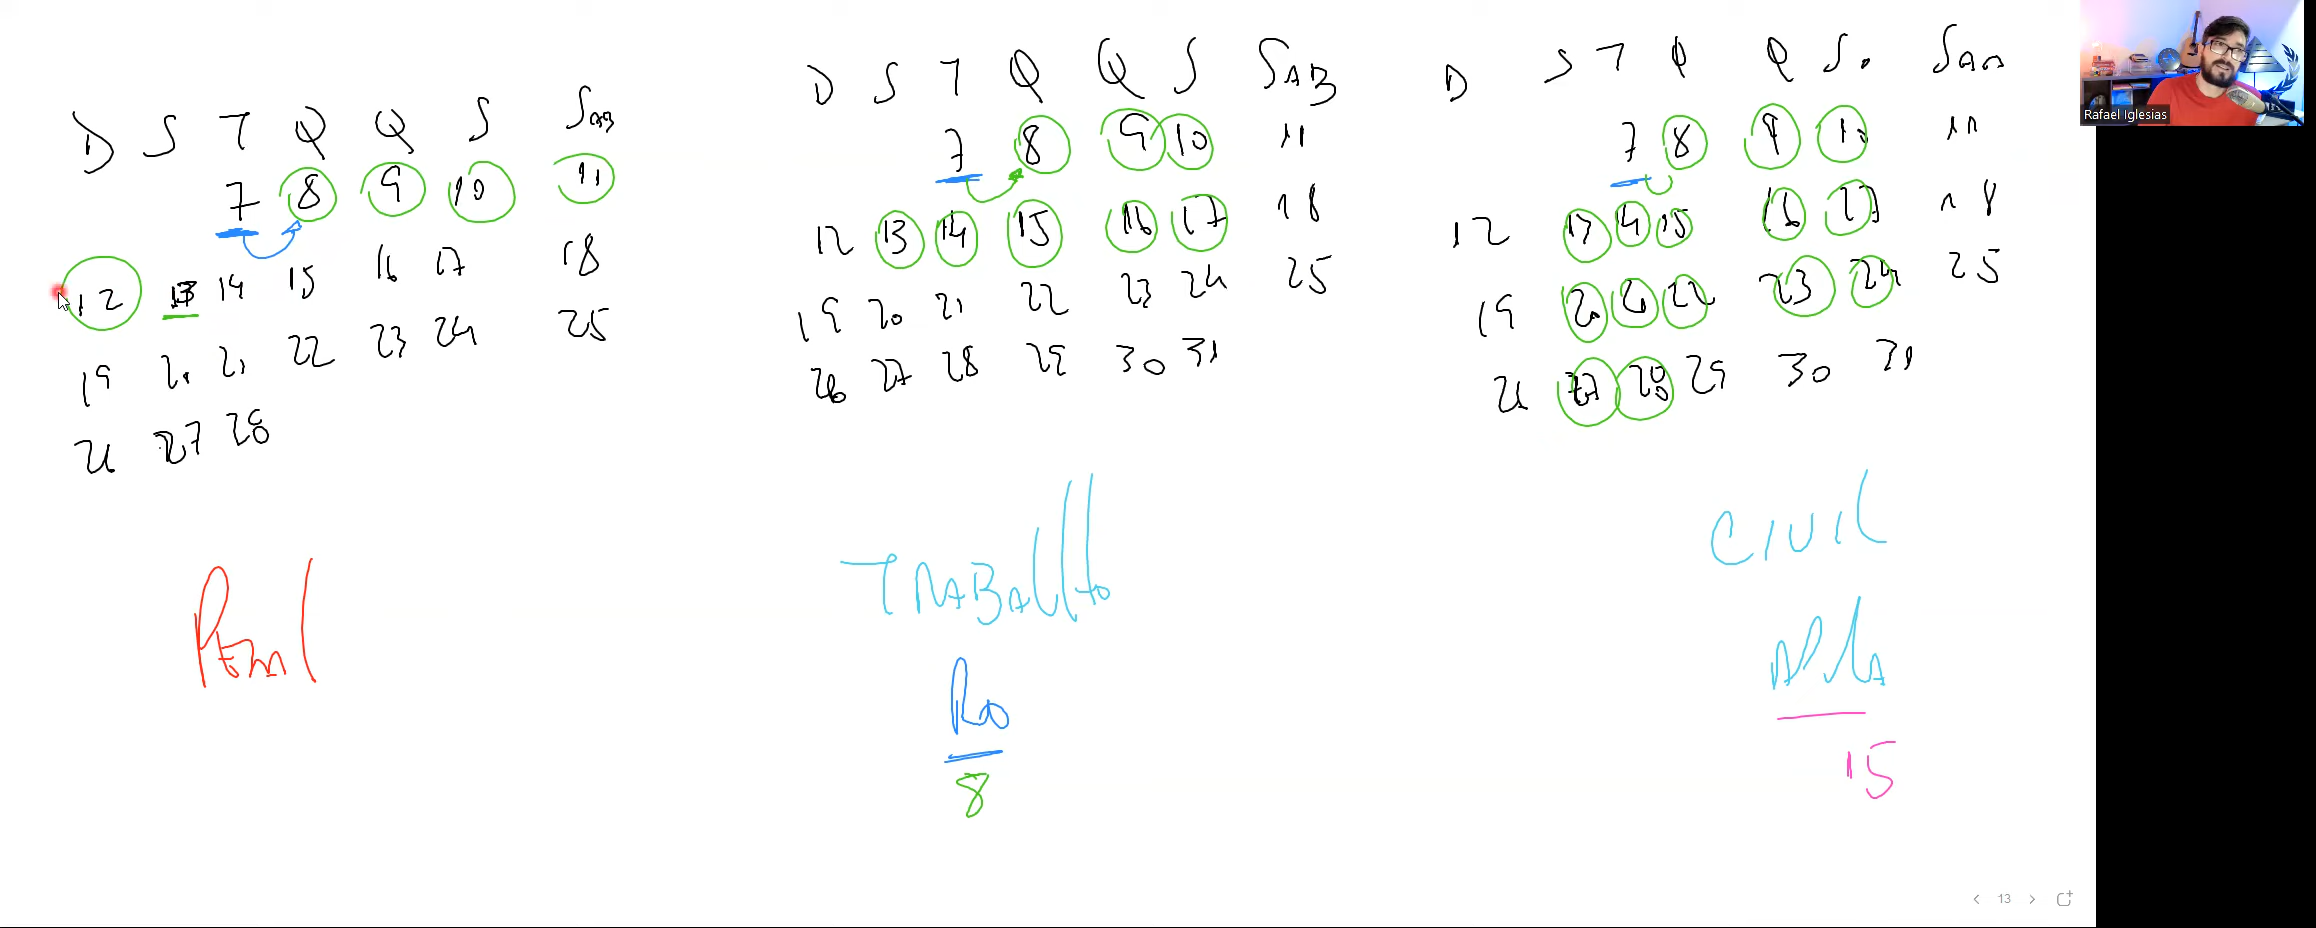 D S T Q Q S SAB
7 8 9 10 11
12 13 14 15 16 17 18
19 20 21 22 23 24 25
26 27 28
Penal
D S T Q Q S SAB
7 8 9 10 11
12 13 14 15 16 17 18
19 20 21 22 23 24 25
26 27 28 29 30 31
TRABALHO
RO
8
D S T Q Q S. SAB
7 8 9 10 11
12 13 14 15 16 17 18
19 20 21 22 23 24 25
26 27 28 29 30 31
CIVIL
15
Rafael Iglesias
13